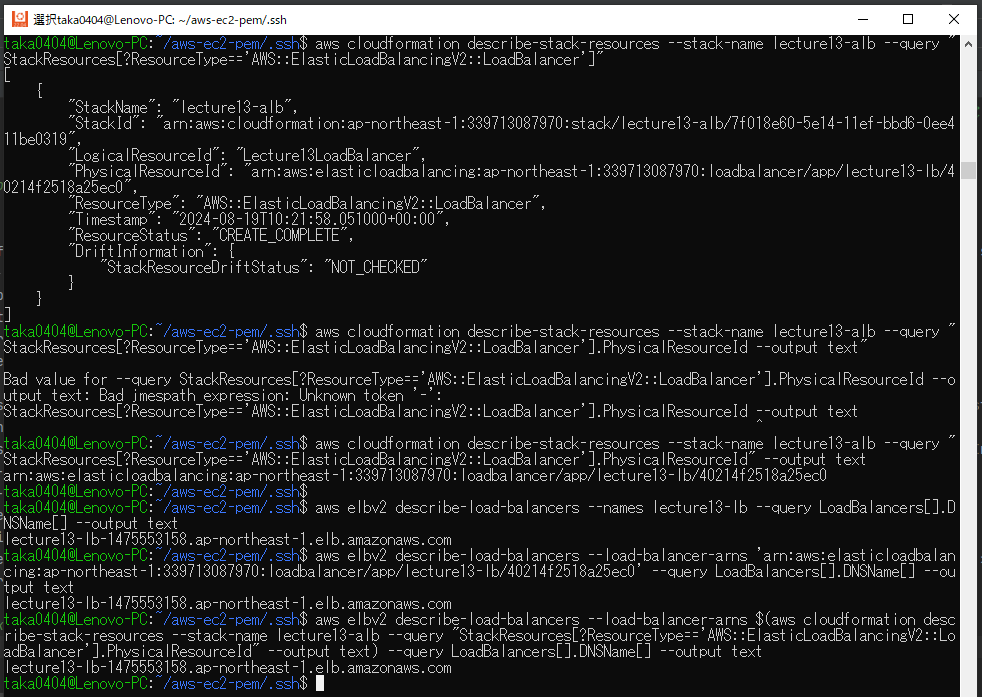 選択taka0404@Lenovo-PC: ~/aws-ec2-pem/.ssh
taka0404@Lenovo-PC:~/aws-ec2-pem/.ssh$ aws cloudformation describe-stack-resources --stack-name lecture13-alb --query "
StackResources[?ResourceType=='AWS::ElasticLoadBalancingV2::LoadBalancer']"
[
    {
        "StackName": "lecture13-alb",
        "StackId": "arn:aws:cloudformation:ap-northeast-1:339713087970:stack/lecture13-alb/7f018e60-5e14-11ef-bbd6-0ee4
11be0319",
        "LogicalResourceId": "Lecture13LoadBalancer",
        "PhysicalResourceId": "arn:aws:elasticloadbalancing:ap-northeast-1:339713087970:loadbalancer/app/lecture13-lb/4
0214f2518a25ec0",
        "ResourceType": "AWS::ElasticLoadBalancingV2::LoadBalancer",
        "Timestamp": "2024-08-19T10:21:58.051000+00:00",
        "ResourceStatus": "CREATE_COMPLETE",
        "DriftInformation": {
            "StackResourceDriftStatus": "NOT_CHECKED"
        }
    }
]
taka0404@Lenovo-PC:~/aws-ec2-pem/.ssh$ aws cloudformation describe-stack-resources --stack-name lecture13-alb --query "
StackResources[?ResourceType=='AWS::ElasticLoadBalancingV2::LoadBalancer'].PhysicalResourceId --output text"

Bad value for --query StackResources[?ResourceType=='AWS::ElasticLoadBalancingV2::LoadBalancer'].PhysicalResourceId --o
utput text: Bad jmespath expression: Unknown token '-':
StackResources[?ResourceType=='AWS::ElasticLoadBalancingV2::LoadBalancer'].PhysicalResourceId --output text
^
taka0404@Lenovo-PC:~/aws-ec2-pem/.ssh$ aws cloudformation describe-stack-resources --stack-name lecture13-alb --query "
StackResources[?ResourceType=='AWS::ElasticLoadBalancingV2::LoadBalancer'].PhysicalResourceId" --output text
arn:aws:elasticloadbalancing:ap-northeast-1:339713087970:loadbalancer/app/lecture13-lb/40214f2518a25ec0
taka0404@Lenovo-PC:~/aws-ec2-pem/.ssh$
taka0404@Lenovo-PC:~/aws-ec2-pem/.ssh$ aws elbv2 describe-load-balancers --names lecture13-lb --query LoadBalancers[].D
NSName[] --output text
lecture13-lb-1475553158.ap-northeast-1.elb.amazonaws.com
taka0404@Lenovo-PC:~/aws-ec2-pem/.ssh$ aws elbv2 describe-load-balancers --load-balancer-arns 'arn:aws:elasticloadbalan
cing:ap-northeast-1:339713087970:loadbalancer/app/lecture13-lb/40214f2518a25ec0' --query LoadBalancers[].DNSName[] --ou
tput text
lecture13-lb-1475553158.ap-northeast-1.elb.amazonaws.com
taka0404@Lenovo-PC:~/aws-ec2-pem/.ssh$ aws elbv2 describe-load-balancers --load-balancer-arns $(aws cloudformation desc
ribe-stack-resources --stack-name lecture13-alb --query "StackResources[?ResourceType=='AWS::ElasticLoadBalancingV2::Lo
adBalancer'].PhysicalResourceId" --output text) --query LoadBalancers[].DNSName[] --output text
lecture13-lb-1475553158.ap-northeast-1.elb.amazonaws.com
taka0404@Lenovo-PC:~/aws-ec2-pem/.ssh$